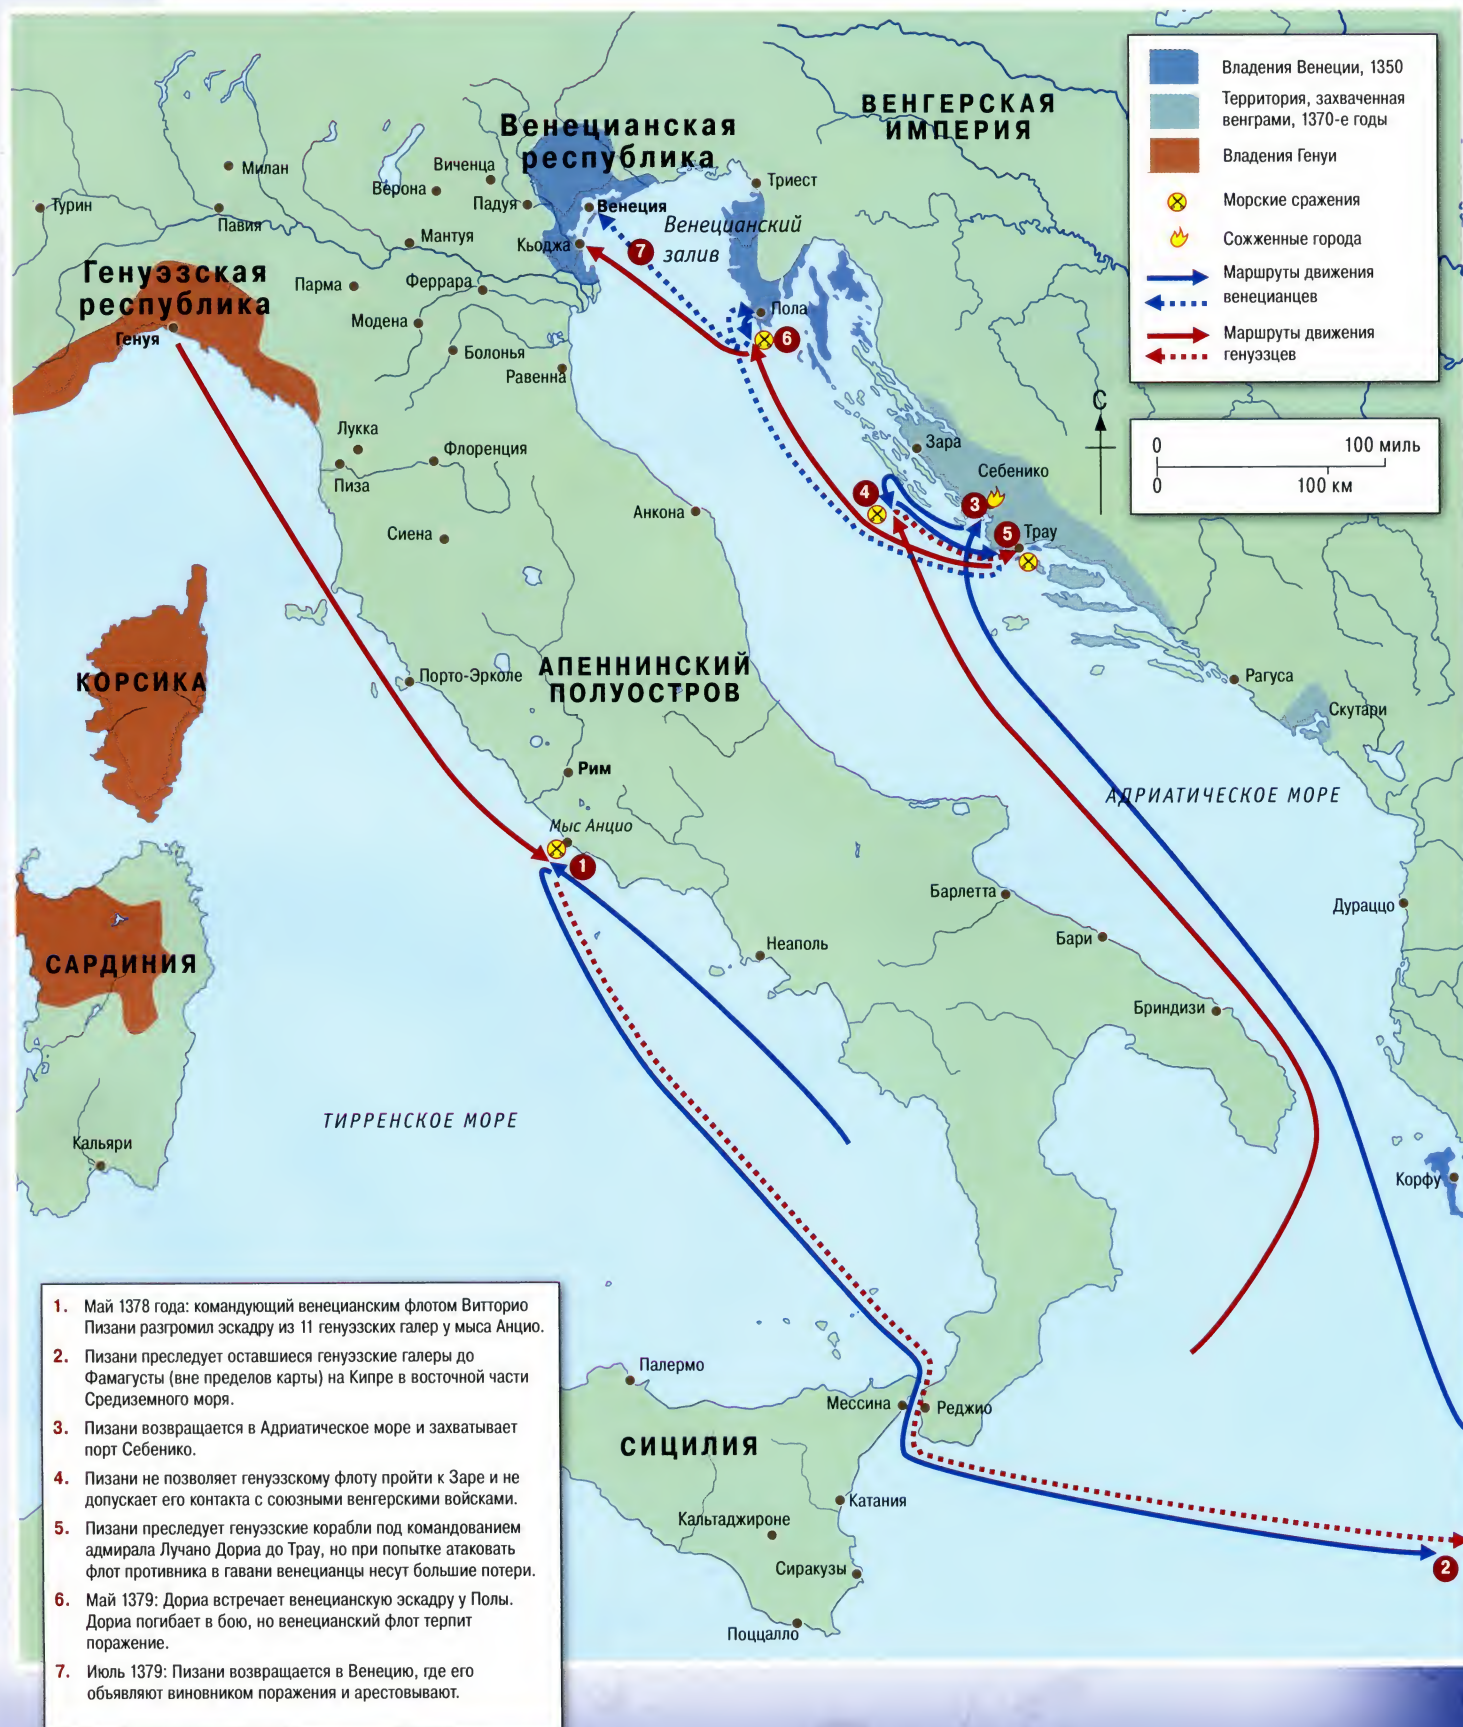 Владения Венеции, 1350
Территория, захваченная
венграми, 1370-е годы
Владения Генуи
Морские сражения
Сожженные города
Маршруты движения
венецианцев
Маршруты движения
генуэзцев
С
0
100 миль
0
100 км
ВЕНГЕРСКАЯ
ИМПЕРИЯ
Венецианская
республика
Милан
Виченца
Верона
Падуя
Турин
Павия
Венеция
Триест
Венецианский
залив
Мантуя
Кьоджа
7
Генуэзская
республика
Парма
Феррара
Генуя
Модена
Пола
6
Болонья
Равенна
Лукка
Флоренция
Пиза
Зара
Себенико
4
3
Анкона
Сиена
5
Трау
КОРСИКА
Порто-Эрколе
АПЕННИНСКИЙ
ПОЛУОСТРОВ
Рагуса
Скутари
Рим
АДРИАТИЧЕСКОЕ МОРЕ
Мыс Анцио
1
Барлетта
Дураццо
Бари
Неаполь
САРДИНИЯ
Бриндизи
ТИРРЕНСКОЕ МОРЕ
Кальяри
Корфу
Палермо
Мессина
Реджио
СИЦИЛИЯ
Катания
Кальтаджироне
Сиракузы
2
Поццалло
1. Май 1378 года: командующий венецианским флотом Витторио
Пизани разгромил эскадру из 11 генуэзских галер у мыса Анцио.
2. Пизани преследует оставшиеся генуэзские галеры до
Фамагусты (вне пределов карты) на Кипре в восточной части
Средиземного моря.
3. Пизани возвращается в Адриатическое море и захватывает
порт Себенико.
4. Пизани не позволяет генуэзскому флоту пройти к Заре и не
допускает его контакта с союзными венгерскими войсками.
5. Пизани преследует генуэзские корабли под командованием
адмирала Лучано Дориа до Трау, но при попытке атаковать
флот противника в гавани венецианцы несут большие потери.
6. Май 1379: Дориа встречает венецианскую эскадру у Полы.
Дориа погибает в бою, но венецианский флот терпит
поражение.
7. Июль 1379: Пизани возвращается в Венецию, где его
объявляют виновником поражения и арестовывают.